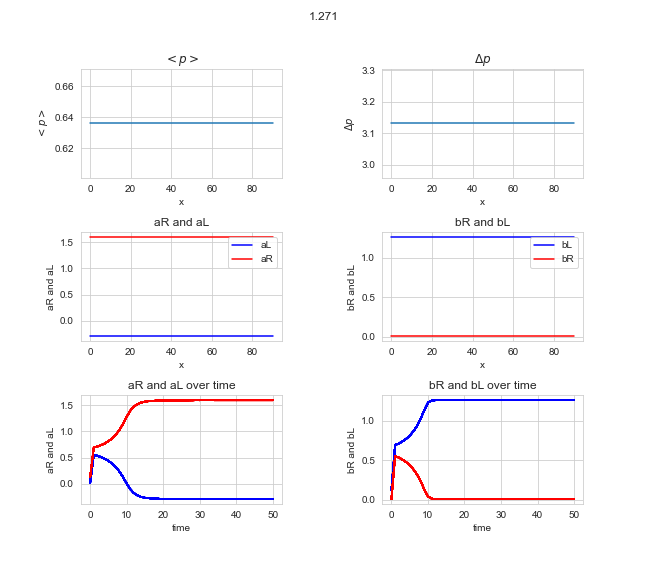 1.271
< p >
Δp
0.66
0.64
0.62
< p >
0 20 40 60 80
x
3.3
3.2
3.1
3.0
Δp
0 20 40 60 80
x
aR and aL
bR and bL
1.5
1.0
0.5
0.0
aR and aL
aL
aR
0 20 40 60 80
x
1.0
0.5
0.0
bR and bL
bL
bR
0 20 40 60 80
x
aR and aL over time
bR and bL over time
1.5
1.0
0.5
0.0
aR and aL
0 10 20 30 40 50
time
1.0
0.5
0.0
bR and bL
0 10 20 30 40 50
time